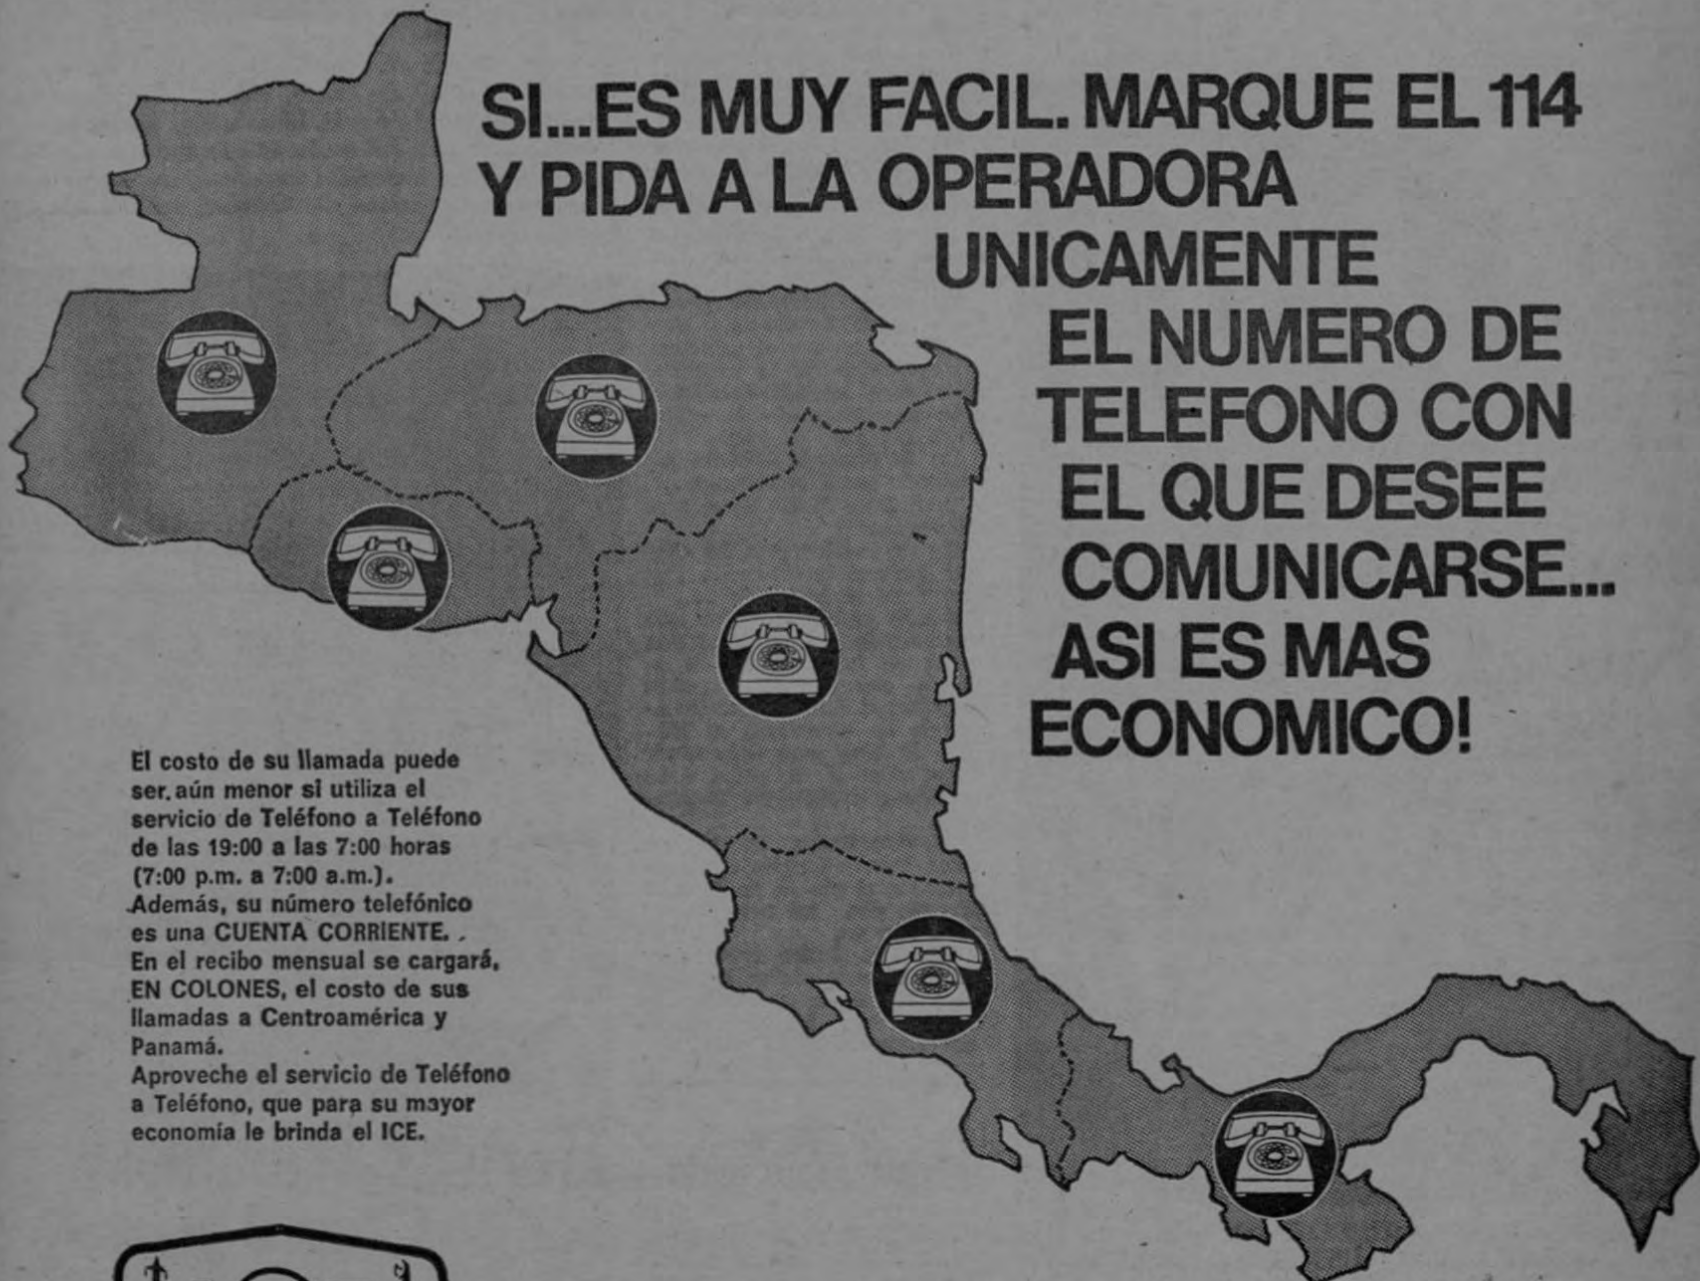 SI...ES MUY FACIL. MARQUE EL 114
Y PIDA A LA OPERADORA
UNICAMENTE
EL NUMERO DE
TELEFONO CON
EL QUE DESEE
COMUNICARSE...
ASI ES MAS
ECONOMICO!
El costo de su llamada puede
ser aún menor si utiliza el
servicio de Teléfono a Teléfono
de las 19:00 a las 7:00 horas
(7:00 p.m. a 7:00 a.m.).
Además, su número telefónico
es una CUENTA CORRIENTE.
En el recibo mensual se cargará,
EN COLONES, el costo de sus
llamadas a Centroamérica y
Panamá.
Aproveche el servicio de Teléfono
a Teléfono, que para su mayor
economía le brinda el ICE.